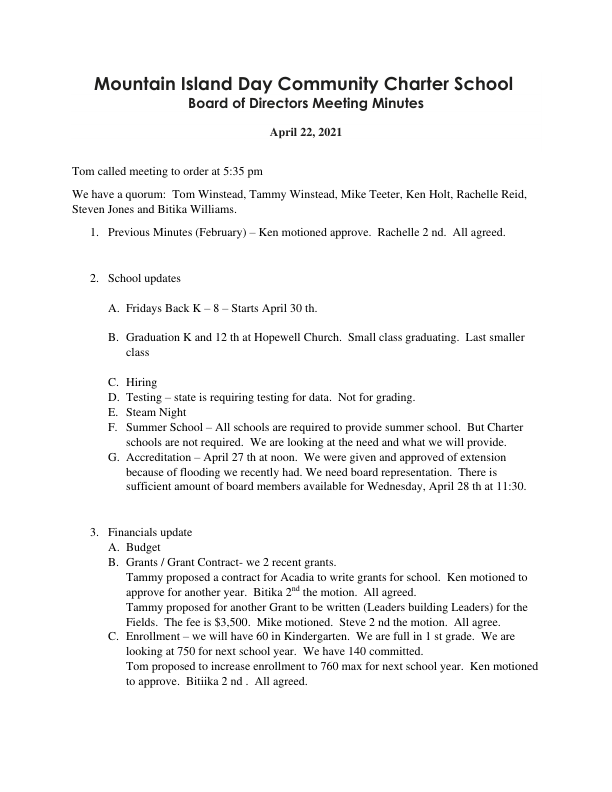 Mountain Island Day Community Charter School
Board of Directors Meeting Minutes
April 22, 2021
Tom called meeting to order at 5:35 pm
We have a quorum:  Tom Winstead, Tammy Winstead, Mike Teeter, Ken Holt, Rachelle Reid,
Steven Jones and Bitika Williams.
1. Previous Minutes (February) – Ken motioned approve.  Rachelle 2 nd.  All agreed.
2. School updates
A. Fridays Back K – 8 – Starts April 30 th.
B. Graduation K and 12 th at Hopewell Church.  Small class graduating.  Last smaller
class
C. Hiring
D. Testing – state is requiring testing for data.  Not for grading.
E. Steam Night
F. Summer School – All schools are required to provide summer school.  But Charter
schools are not required.  We are looking at the need and what we will provide.
G. Accreditation – April 27 th at noon.  We were given and approved of extension
because of flooding we recently had. We need board representation.  There is
sufficient amount of board members available for Wednesday, April 28 th at 11:30.
3. Financials update
A. Budget
B. Grants / Grant Contract- we 2 recent grants.
Tammy proposed a contract for Acadia to write grants for school.  Ken motioned to
approve for another year.  Bitika 2nd the motion.  All agreed.
Tammy proposed for another Grant to be written (Leaders building Leaders) for the
Fields.  The fee is $3,500.  Mike motioned.  Steve 2 nd the motion.  All agree.
C. Enrollment – we will have 60 in Kindergarten.  We are full in 1 st grade.  We are
looking at 750 for next school year.  We have 140 committed.
Tom proposed to increase enrollment to 760 max for next school year.  Ken motioned
to approve.  Bitiika 2 nd .  All agreed.